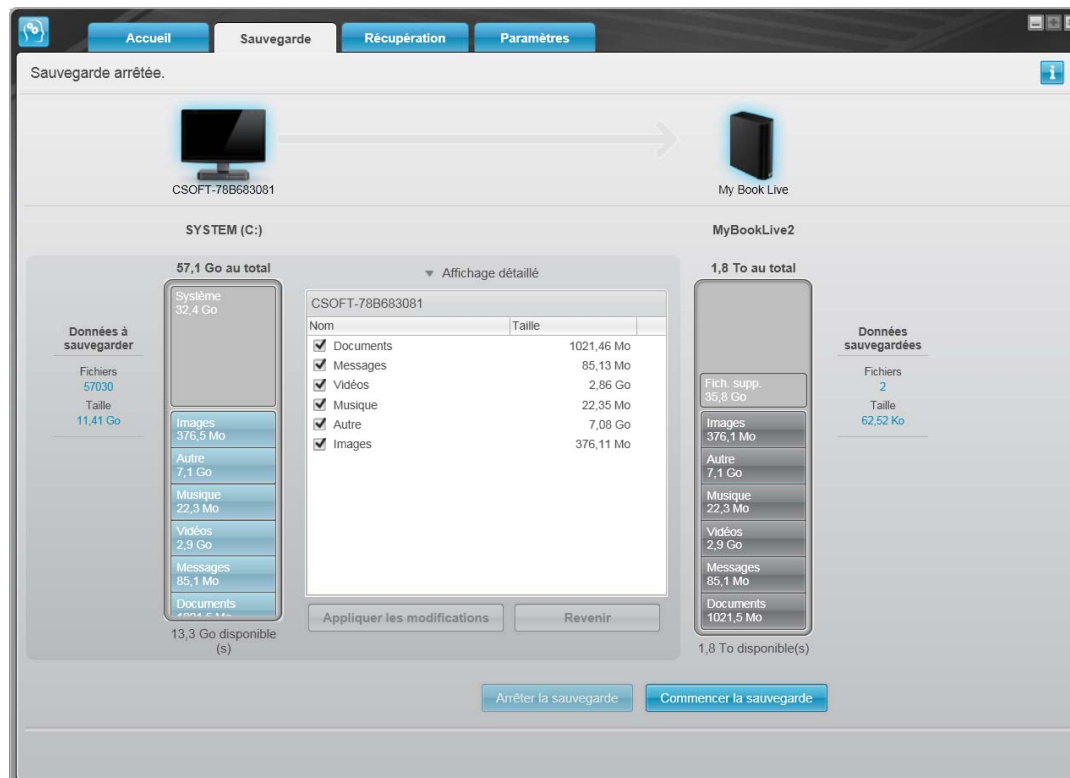 Accueil
Sauvegarde
Récupération
Paramètres
Sauvegarde arrêtée.
CSOFT-78B683081
My Book Live
SYSTEM (C:)
MyBookLive2
Données à
sauvegarder
Fichiers
57030
Taille
11,41 Go
57,1 Go au total
Système
32,4 Go
Images
376,5 Mo
Autre
7,1 Go
Musique
22,3 Mo
Vidéos
2,9 Go
Messages
85,1 Mo
Documents
1021,5 Mo
13,3 Go disponible
(s)
Affichage détaillé
CSOFT-78B683081
Nom Taille
Documents 1021,46 Mo
Messages 85,13 Mo
Vidéos 2,86 Go
Musique 22,35 Mo
Autre 7,08 Go
Images 376,11 Mo
Appliquer les modifications
Revenir
1,8 To au total
Fich. supp.
35,8 Go
Images
376,1 Mo
Autre
7,1 Go
Musique
22,3 Mo
Vidéos
2,9 Go
Messages
85,1 Mo
Documents
1021,5 Mo
1,8 To disponible(s)
Données
sauvegardées
Fichiers
2
Taille
62,52 Ko
Arrêter la sauvegarde
Commencer la sauvegarde